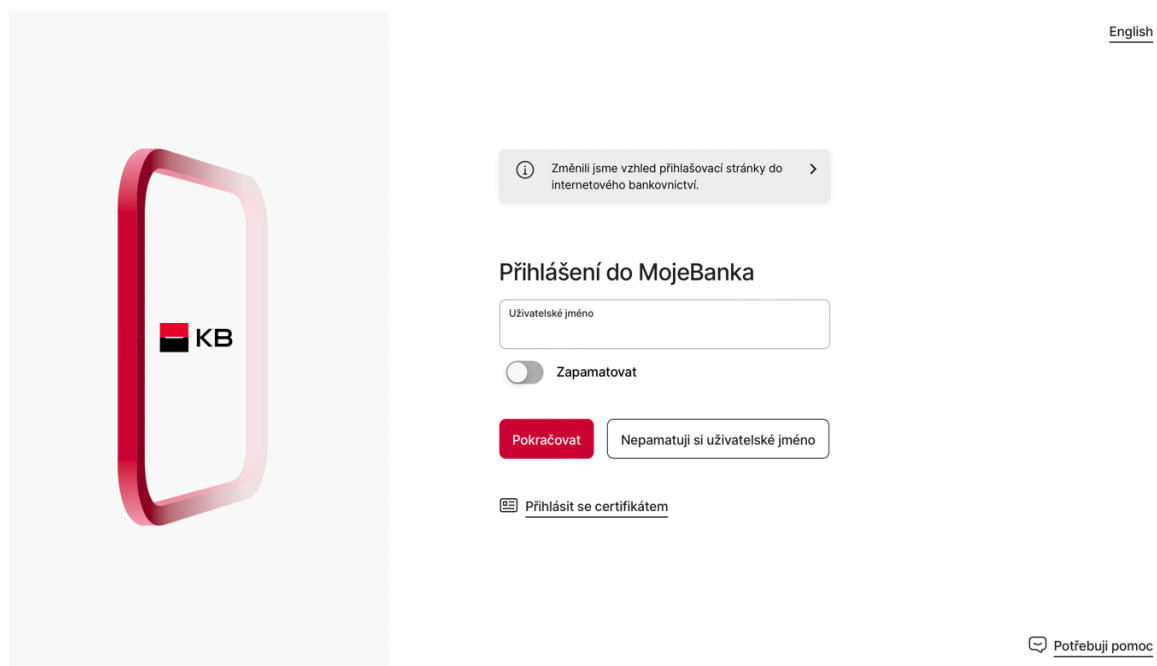 English
Změnili jsme vzhled přihlašovací stránky do
internetového bankovnictví.
Přihlášení do MojeBanka
Uživatelské jméno
KB
Zapamatovat
Pokračovat
Nepamatuji si uživatelské jméno
Přihlásit se certifikátem
Potřebuji pomoc